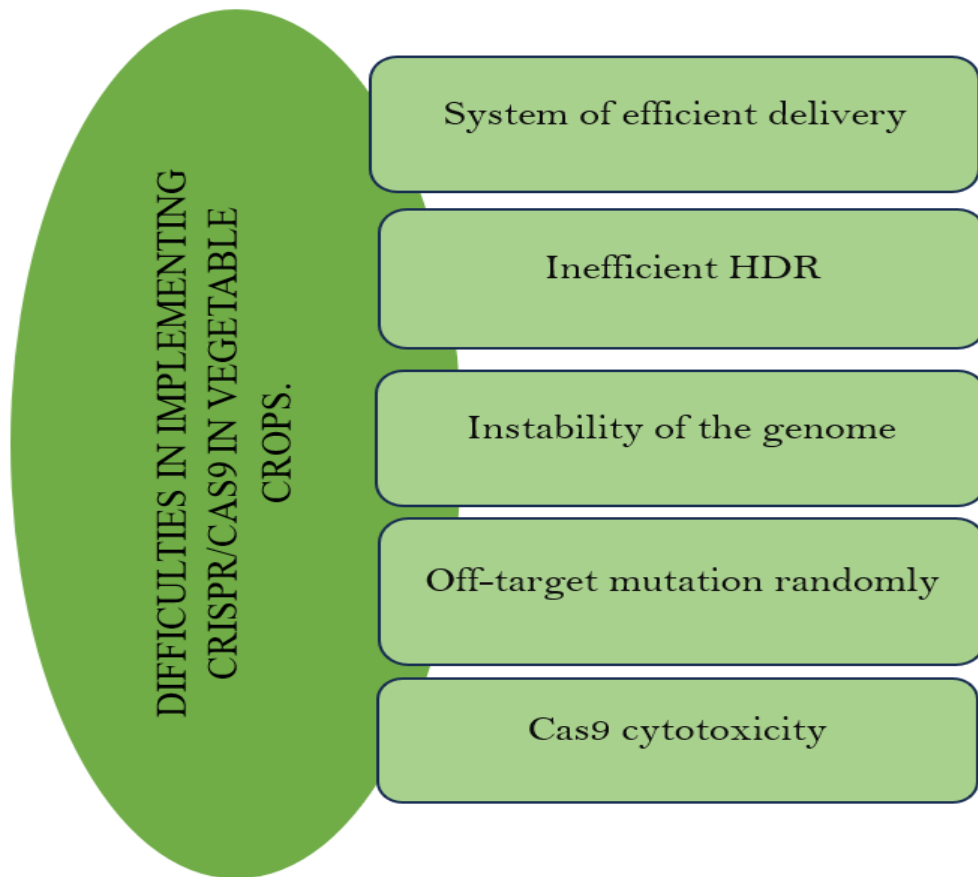 DIFFICULTIES IN IMPLEMENTING
CRISPR/CAS9 IN VEGETABLE
CROPS.
System of efficient delivery
Inefficient HDR
Instability of the genome
Off-target mutation randomly
Cas9 cytotoxicity